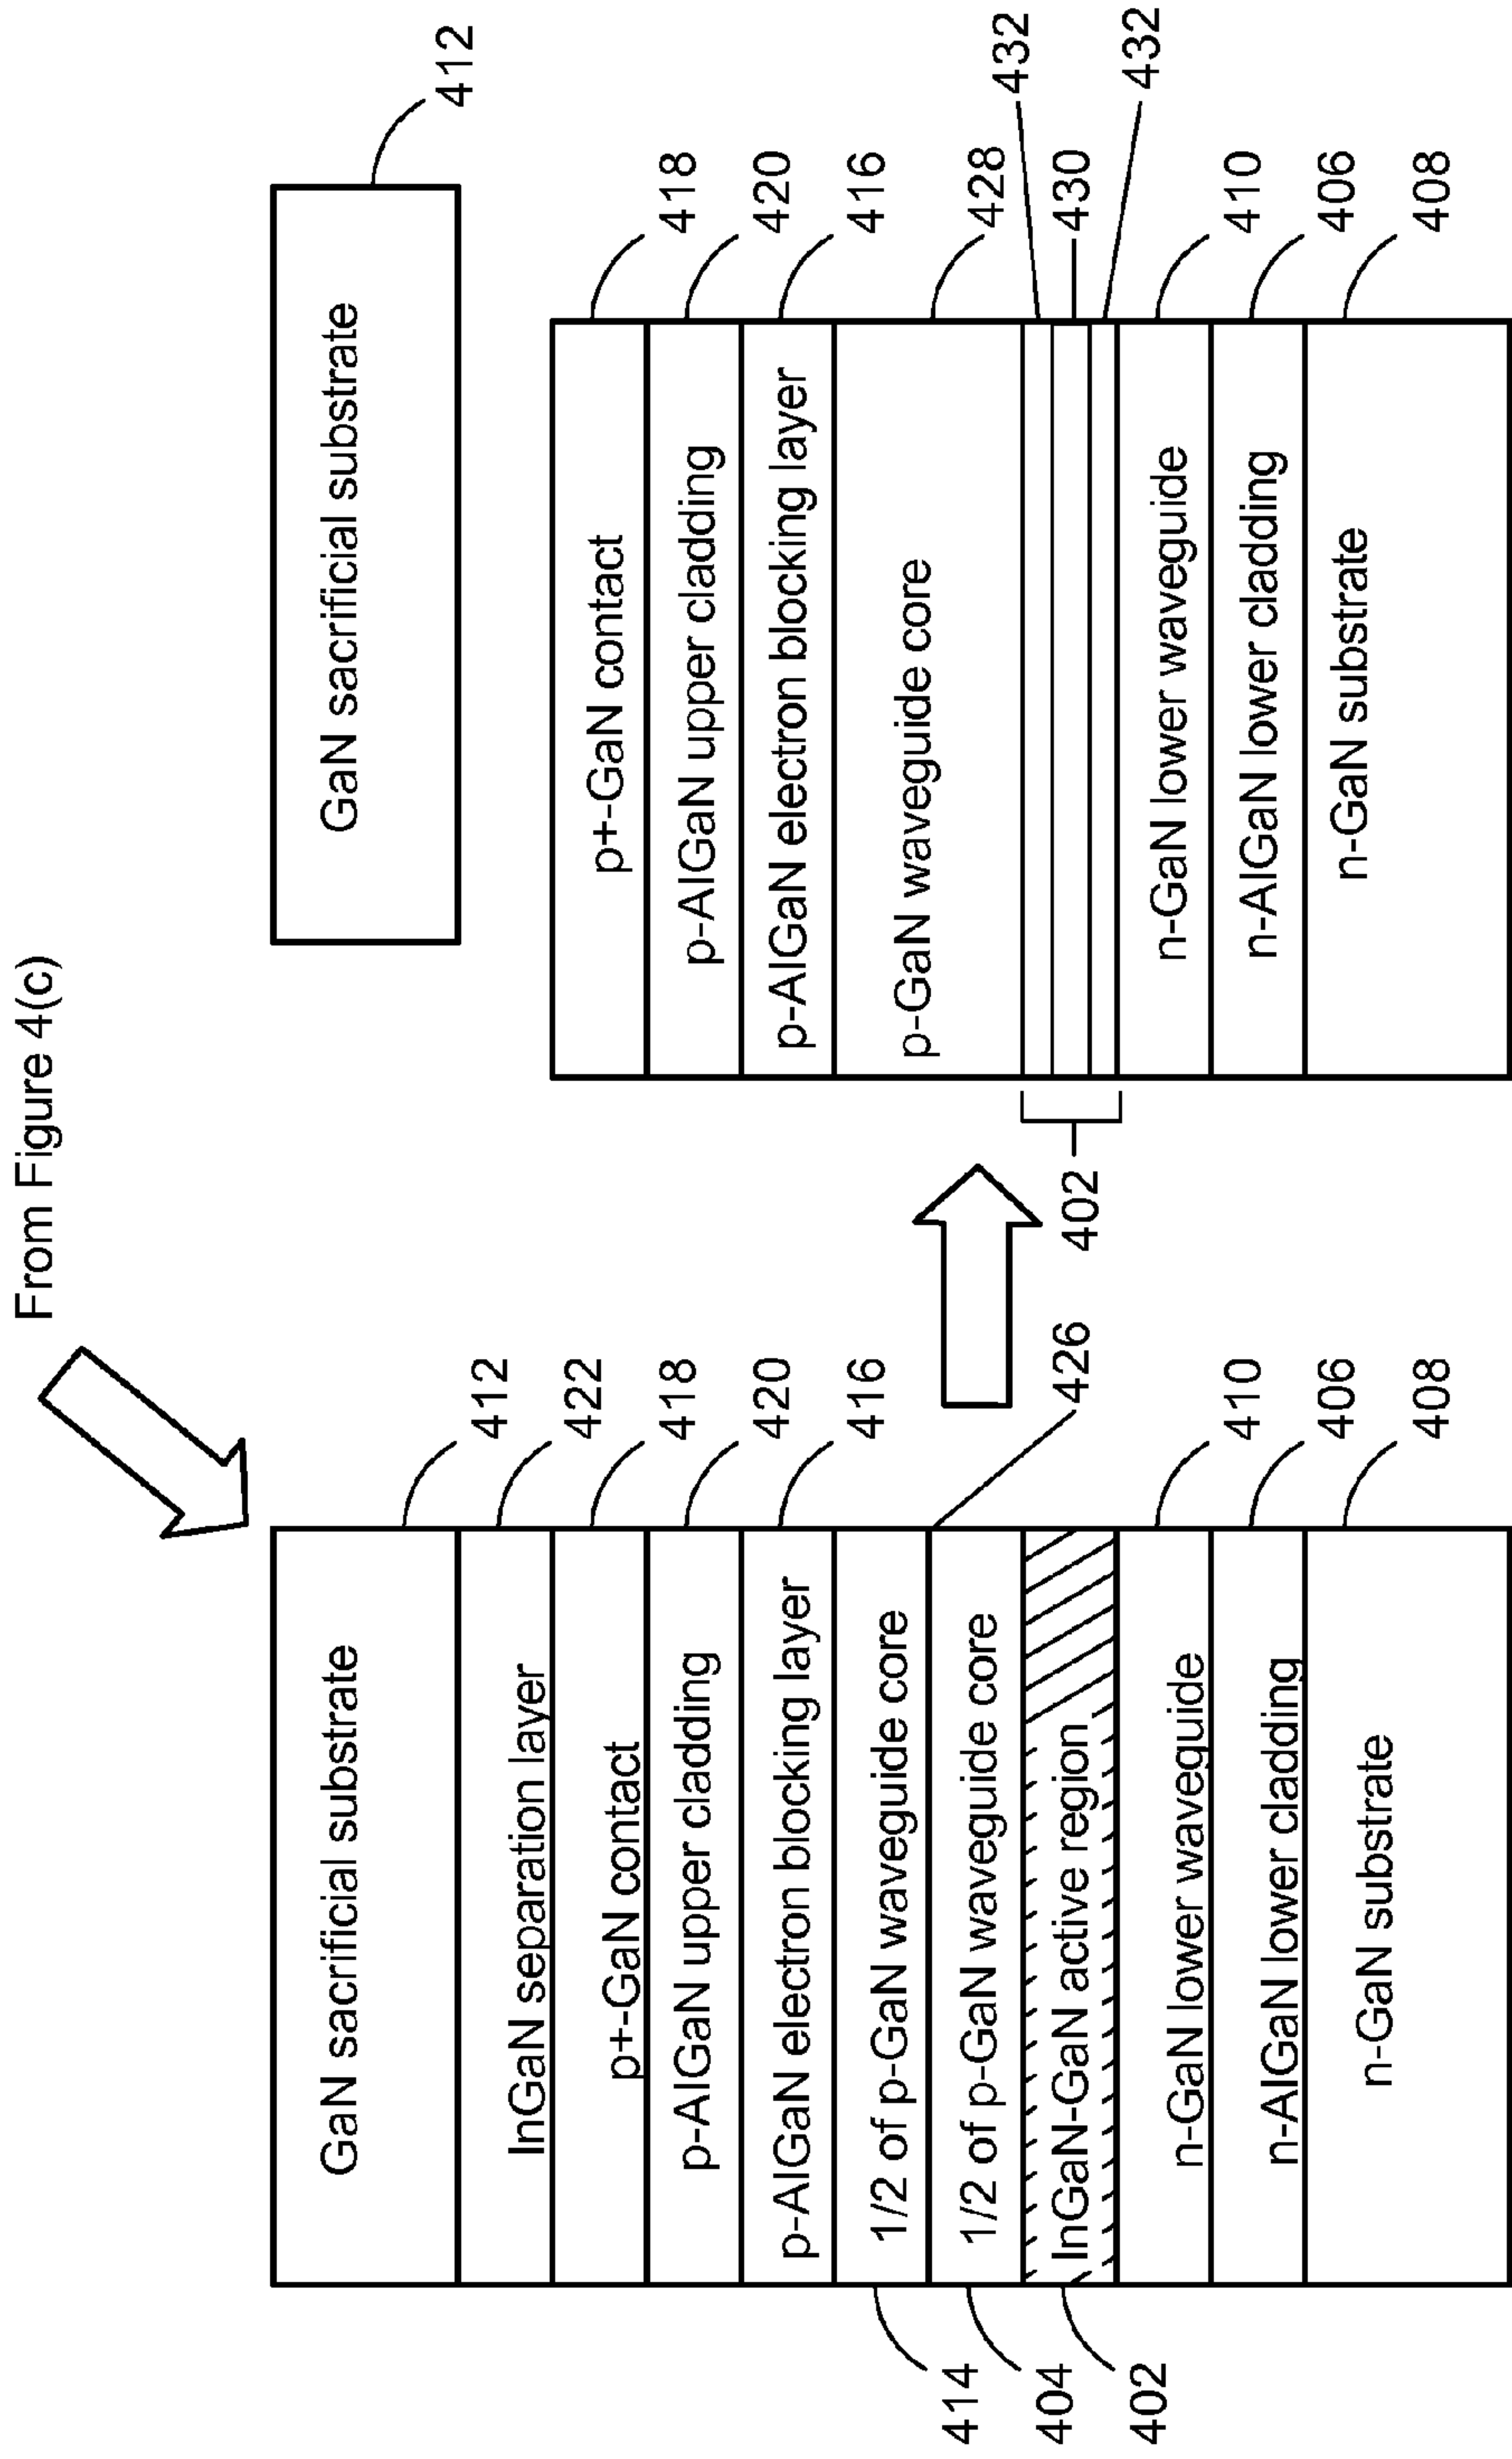 From Figure 4(c)
GaN sacrificial substrate
412
InGaN separation layer
422
p+-GaN contact
418
p-AlGaN upper cladding
420
p-AlGaN electron blocking layer
416
414
1/2 of p-GaN waveguide core
426
404
1/2 of p-GaN waveguide core
402
InGaN-GaN active region
n-GaN lower waveguide
410
n-AlGaN lower cladding
406
n-GaN substrate
408
GaN sacrificial substrate
412
p+-GaN contact
418
p-AlGaN upper cladding
420
p-AlGaN electron blocking layer
416
p-GaN waveguide core
428
432
402
430
432
n-GaN lower waveguide
410
n-AlGaN lower cladding
406
n-GaN substrate
408